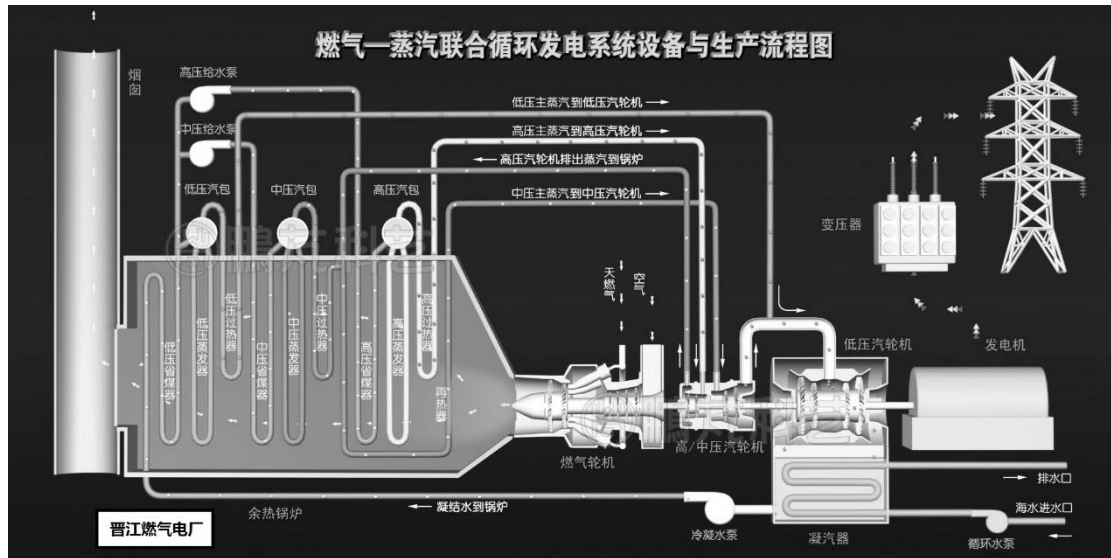 燃气—蒸汽联合循环发电系统设备与生产流程图
烟囱
高压给水泵
中压给水泵
低压主蒸汽到低压汽轮机
高压主蒸汽到高压汽轮机
高压汽轮机排出蒸汽到锅炉
中压主蒸汽到中压汽轮机
低压汽包
中压汽包
高压汽包
变压器
鹏芃科艺
天燃气
空气
低压省煤器
低压蒸发器
低压过热器
中压省煤器
中压蒸发器
中压过热器
高压省煤器
高压蒸发器
高压过热器
再热器
低压汽轮机
发电机
燃气轮机
高/中压汽轮机
排水口
余热锅炉
凝结水到锅炉
海水进水口
晋江燃气电厂
冷凝水泵
凝汽器
循环水泵